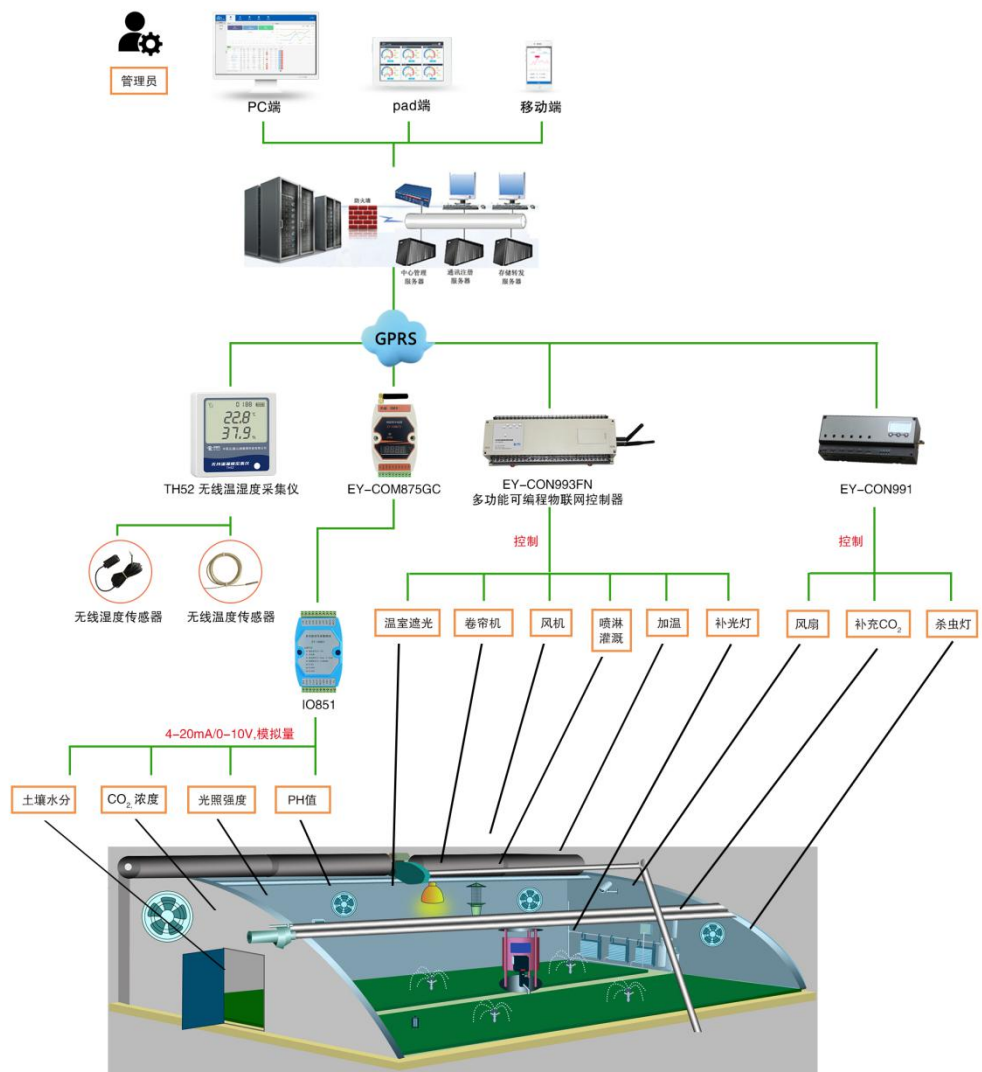 管理员
PC端
pad端
移动端
防火墙
中心管理
服务器
通讯注册
服务器
存储转发
服务器
GPRS
0 188
22.8
37.9
TH52 无线温湿度采集仪
EY-COM875GC
EY-CON993FN
多功能可编程物联网控制器
EY-CON991
控制
控制
无线湿度传感器
无线温度传感器
温室遮光
卷帘机
风机
喷淋
灌溉
加温
补光灯
风扇
补充CO₂
杀虫灯
IO851
4-20mA/0-10V,模拟量
土壤水分
CO₂,浓度
光照强度
PH值